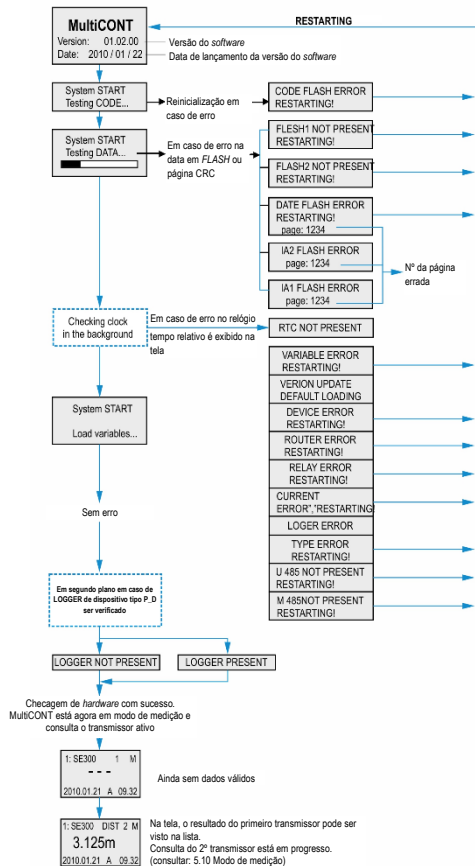 MultiCONT
Version: 01.02.00
Date: 2010 / 01 / 22
RESTARTING
Versão do software
Data de lançamento da versão do software
System START
Testing CODE...
Reinicialização em
caso de erro
CODE FLASH ERROR
RESTARTING!
System START
Testing DATA...
Em caso de erro na
data em FLASH ou
página CRC
FLESH1 NOT PRESENT
RESTARTING!
FLASH2 NOT PRESENT
RESTARTING!
DATE FLASH ERROR
RESTARTING!
page: 1234
IA2 FLASH ERROR
page: 1234
IA1 FLASH ERROR
page: 1234
Nº da página
errada
Checking clock
in the background
Em caso de erro no relógio
tempo relativo é exibido na
tela
RTC NOT PRESENT
System START
Load variables...
VARIABLE ERROR
RESTARTING!
VERION UPDATE
DEFAULT LOADING
DEVICE ERROR
RESTARTING!
ROUTER ERROR
RESTARTING!
RELAY ERROR
RESTARTING!
CURRENT
ERROR","RESTARTING!
LOGER ERROR
TYPE ERROR
RESTARTING!
U 485 NOT PRESENT
RESTARTING!
M 485NOT PRESENT
RESTARTING!
Sem erro
Em segundo plano em caso de
LOGGER de dispositivo tipo P_D
ser verificado
LOGGER NOT PRESENT
LOGGER PRESENT
Checagem de hardware com sucesso.
MultiCONT está agora em modo de medição e
consulta o transmissor ativo
1: SE300 1 M
- - -
2010.01.21 A 09.32
Ainda sem dados válidos
1: SE300 DIST 2 M
3.125m
2010.01.21 A 09.32
Na tela, o resultado do primeiro transmissor pode ser
visto na lista.
Consulta do 2º transmissor está em progresso.
(consultar: 5.10 Modo de medição)